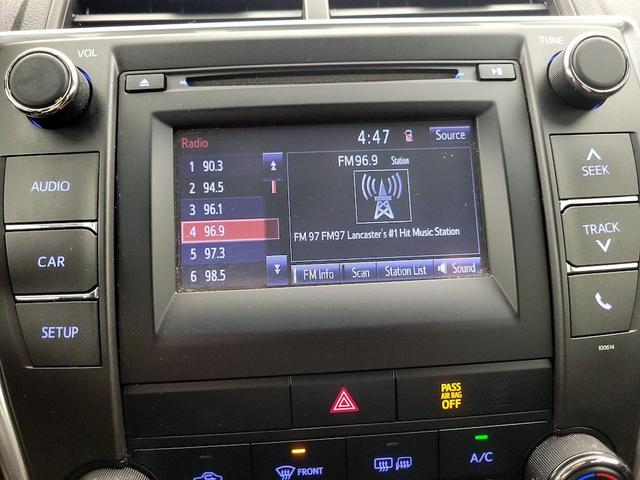 VOL
TUNE
Radio
4:47
Source
1 90.3
2 94.5
3 96.1
4 96.9
5 97.3
6 98.5
FM96.9 Station
FM 97 FM97 Lancaster's #1 Hit Music Station
FM Info
Scan
Station List
Sound
AUDIO
CAR
SETUP
SEEK
TRACK
100614
PASS
AIR BAG
OFF
FRONT
A/C